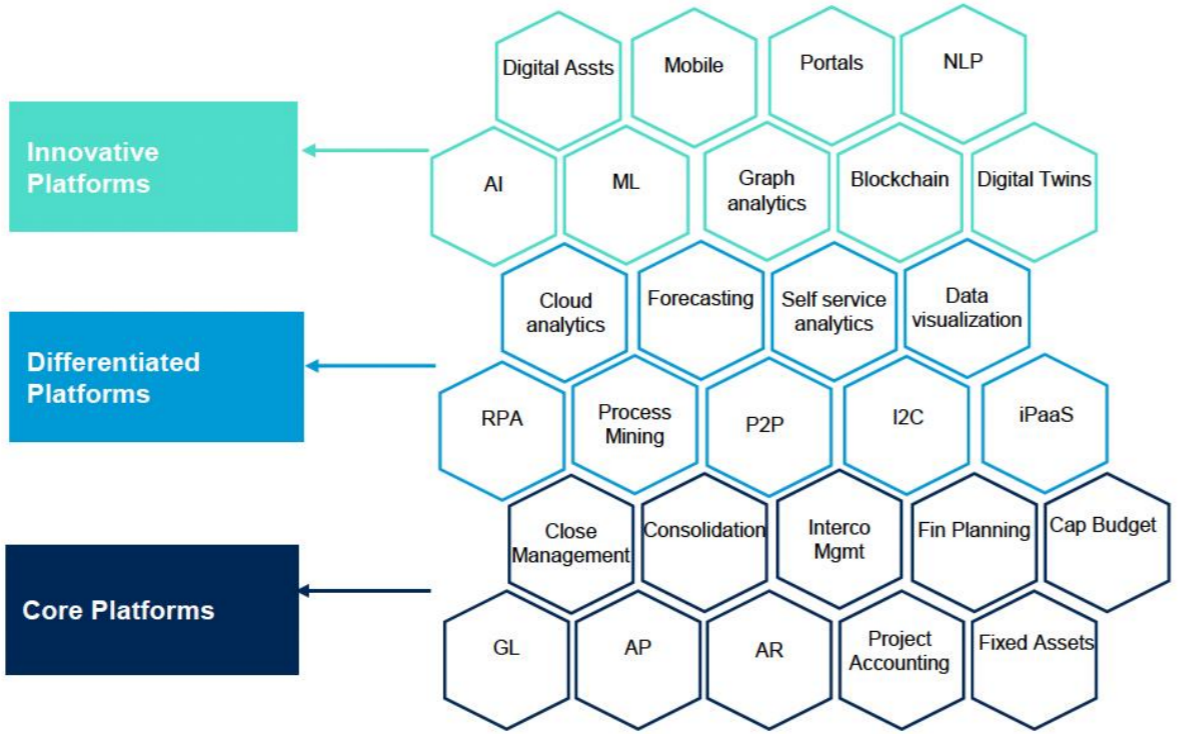 Digital Assts
Mobile
Portals
NLP
Innovative
Platforms
AI
ML
Graph
analytics
Blockchain
Digital Twins
Cloud
analytics
Forecasting
Self service
analytics
Data
visualization
Differentiated
Platforms
RPA
Process
Mining
P2P
I2C
iPaaS
Close
Management
Consolidation
Interco
Mgmt
Fin Planning
Cap Budget
Core Platforms
GL
AP
AR
Project
Accounting
Fixed Assets